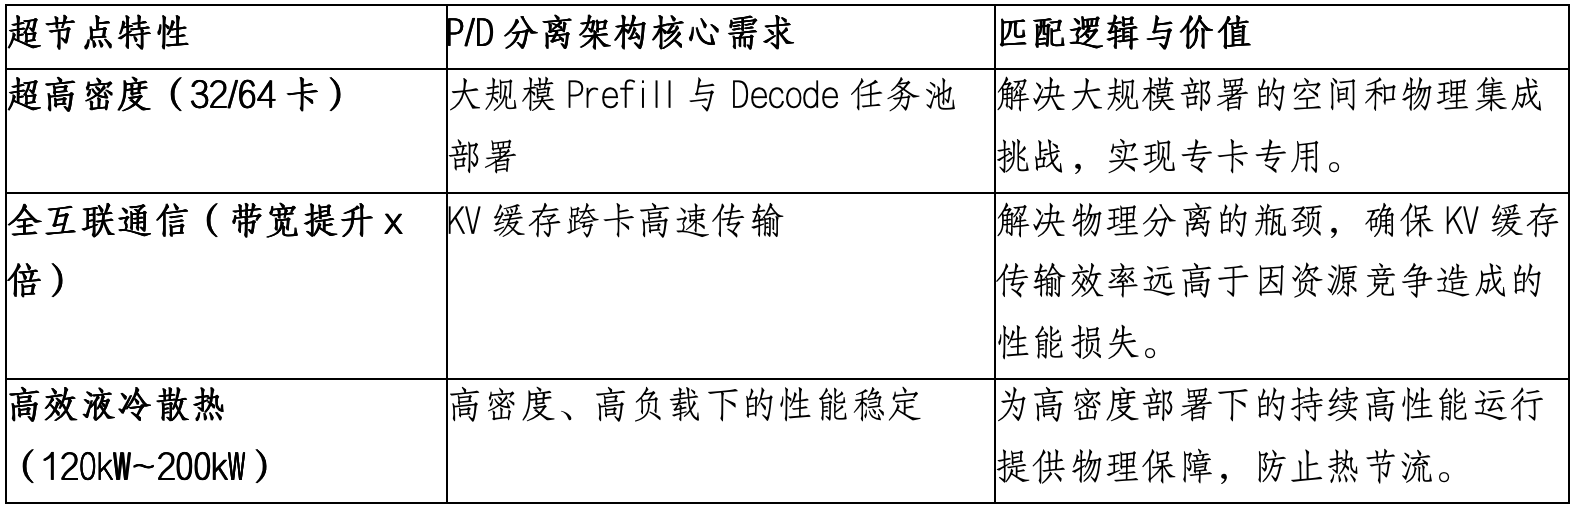 超节点特性
P/D 分离架构核心需求
匹配逻辑与价值
超高密度（32/64 卡）
大规模 Prefill 与 Decode 任务池
部署
解决大规模部署的空间和物理集成
挑战，实现专卡专用。
全互联通信（带宽提升 x
倍）
KV 缓存跨卡高速传输
解决物理分离的瓶颈，确保 KV 缓存
传输效率远高于因资源竞争造成的
性能损失。
高效液冷散热
（120kW~200kW）
高密度、高负载下的性能稳定
为高密度部署下的持续高性能运行
提供物理保障，防止热节流。